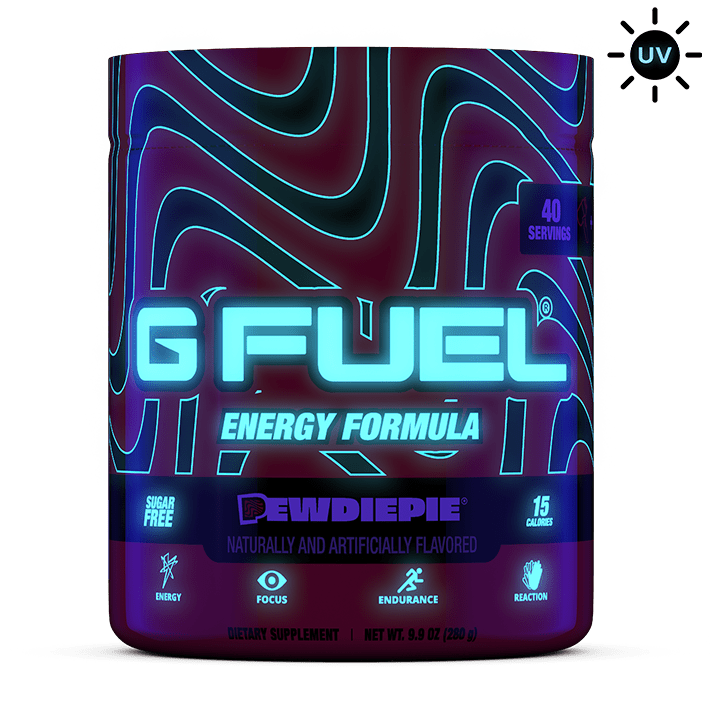 UV
40
SERVINGS
G FUEL®
ENERGY FORMULA
SUGAR
FREE
PEWDIEPIE®
15
CALORIES
NATURALLY AND ARTIFICIALLY FLAVORED
ENERGY
FOCUS
ENDURANCE
REACTION
DIETARY SUPPLEMENT | NET WT. 9.9 OZ (280 g)